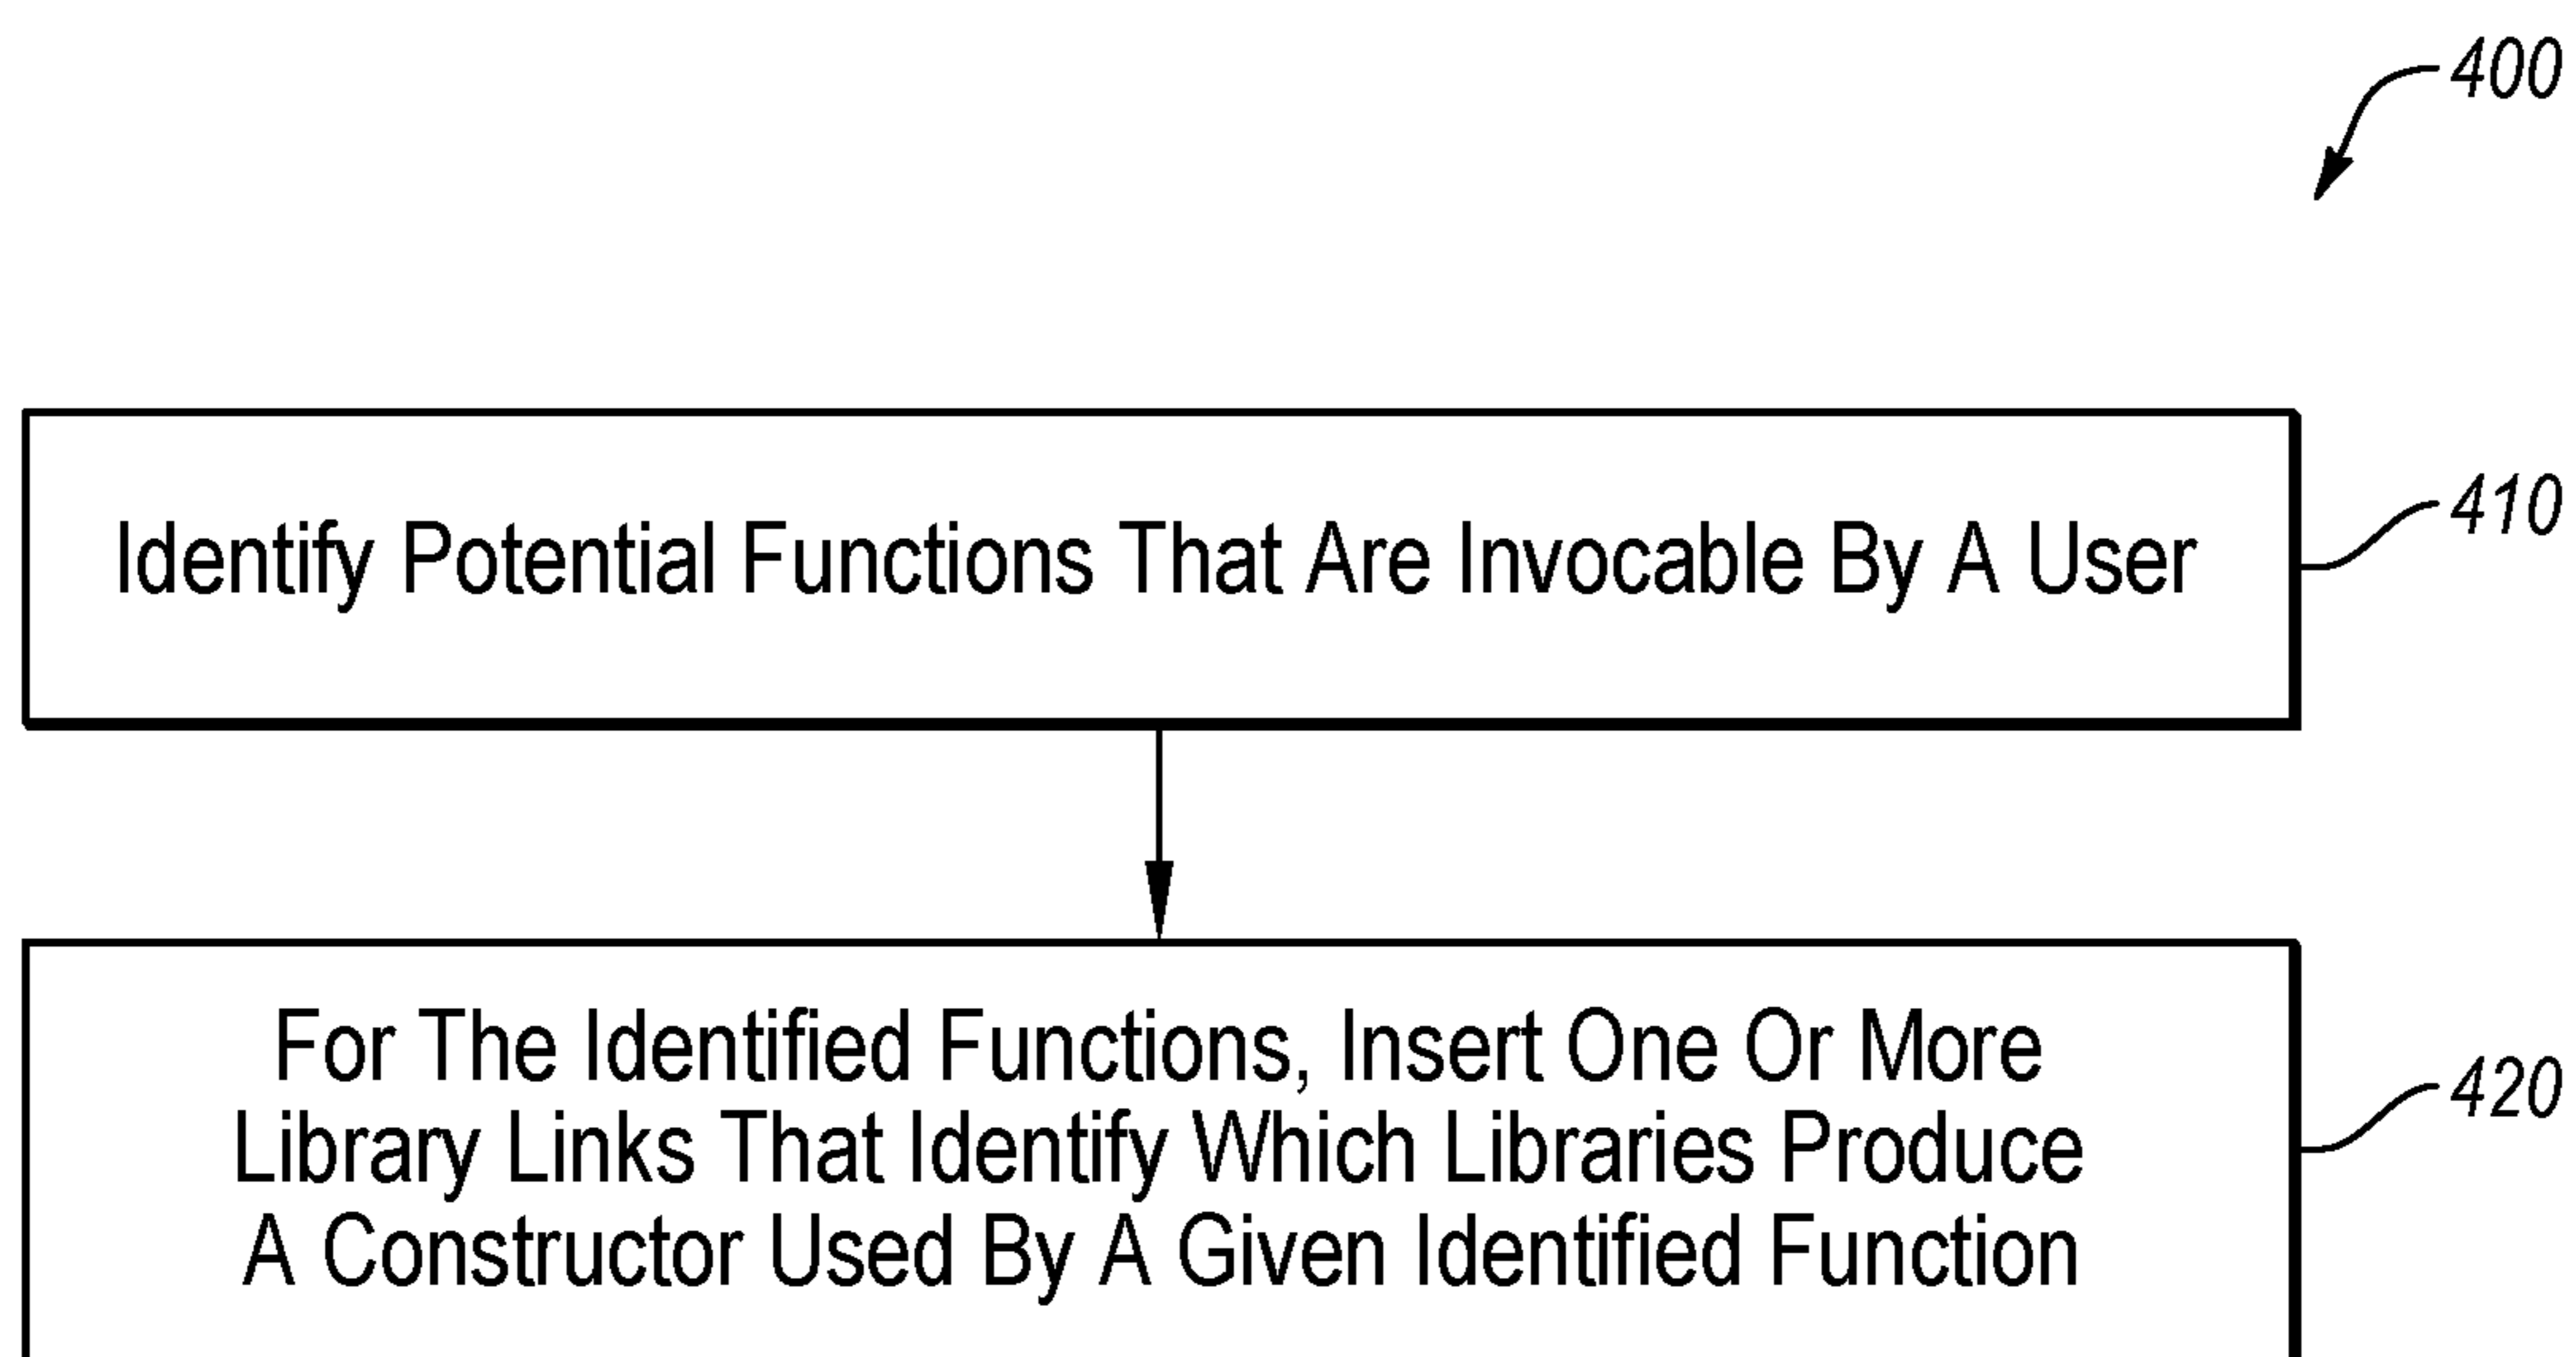 400
Identify Potential Functions That Are Invocable By A User
410
For The Identified Functions, Insert One Or More
Library Links That Identify Which Libraries Produce
A Constructor Used By A Given Identified Function
420